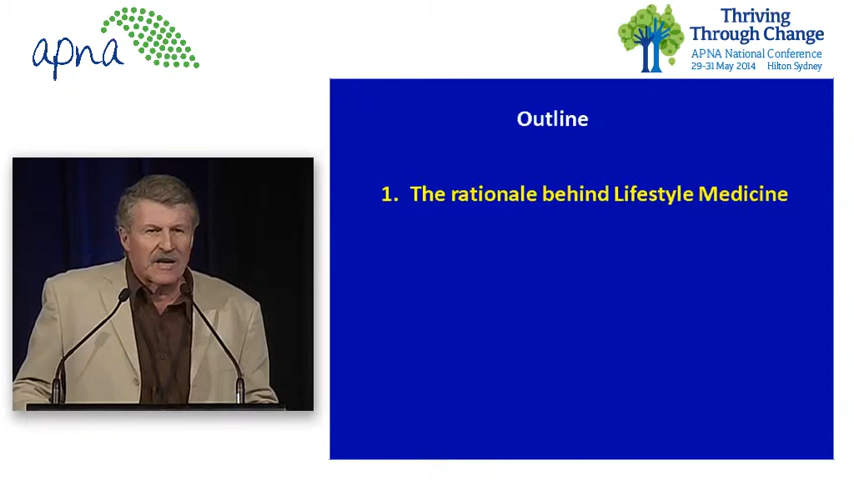 apna
Thriving
Through Change
APNA National Conference
29-31 May 2014 Hilton Sydney
Outline
1. The rationale behind Lifestyle Medicine